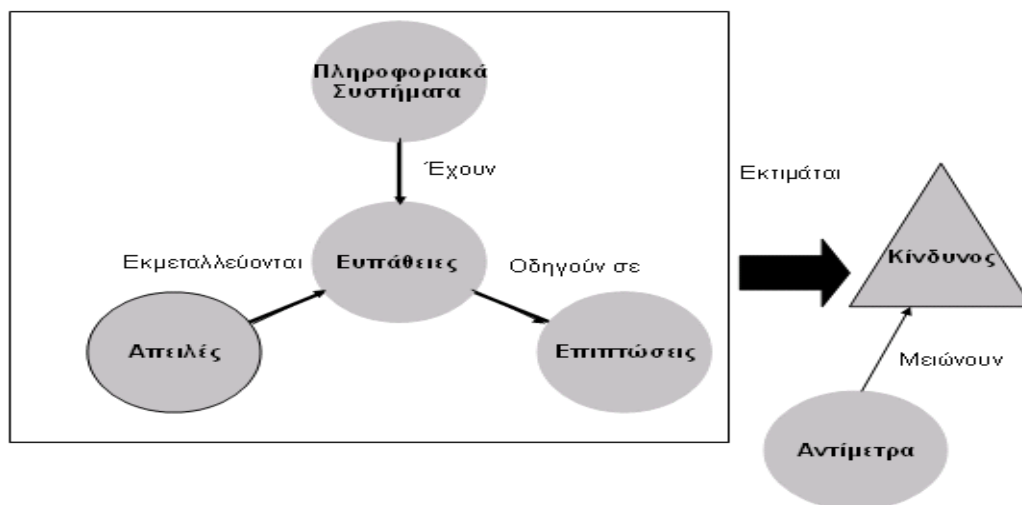 Πληροφοριακά
Συστήματα
Έχουν
Εκτιμάται
Εκμεταλλεύονται
Ευπάθειες
Οδηγούν σε
Κίνδυνος
Απειλές
Επιπτώσεις
Μειώνουν
Αντίμετρα